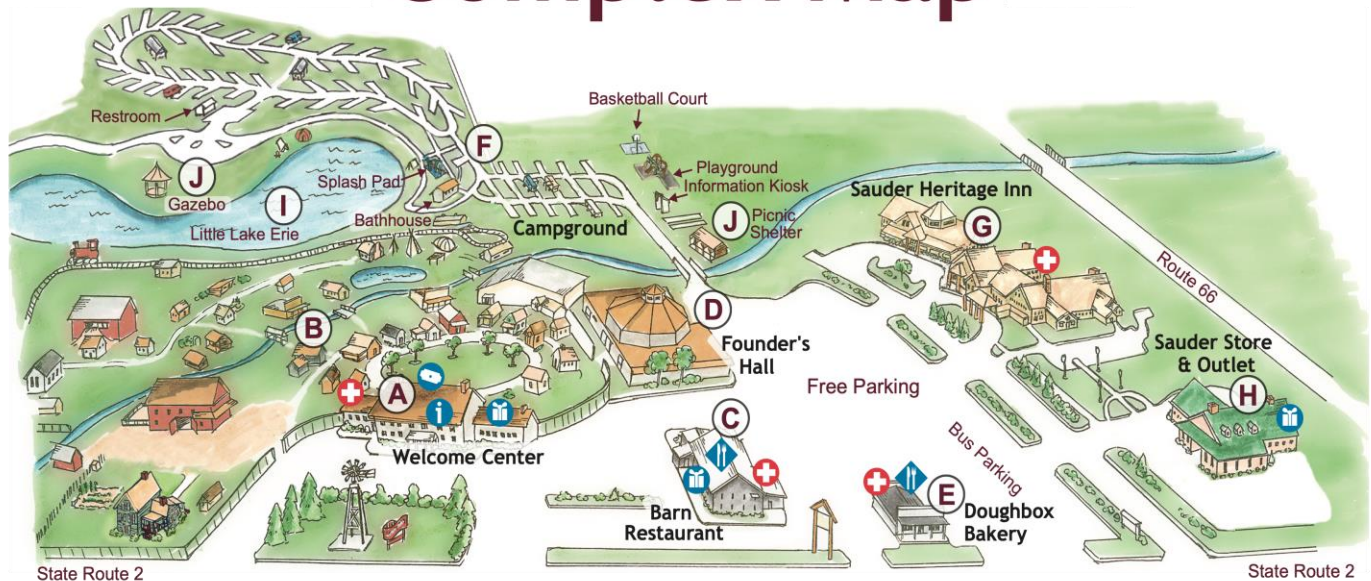 Complex Map
Basketball Court
Restroom
F
Playground
Information Kiosk
Splash Pad
J
Gazebo
I
Little Lake Erie
Bathhouse
Campground
J
Picnic
Shelter
Sauder Heritage Inn
G
Route 66
B
D
Founder's
Hall
Sauder Store
& Outlet
Free Parking
H
A
i
C
Welcome Center
Bus Parking
E
Barn
Restaurant
Doughbox
Bakery
State Route 2
State Route 2